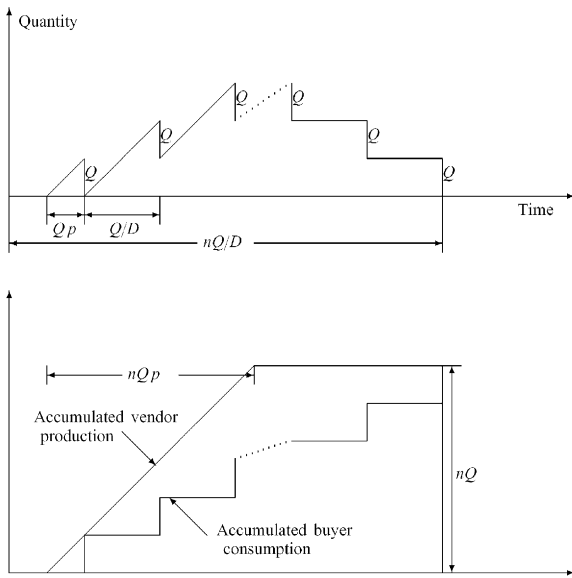 Quantity
Q
Q
Q
Q
Q
Q
Time
Qp
Q/D
nQ/D
nQp
Accumulated vendor
production
nQ
Accumulated buyer
consumption